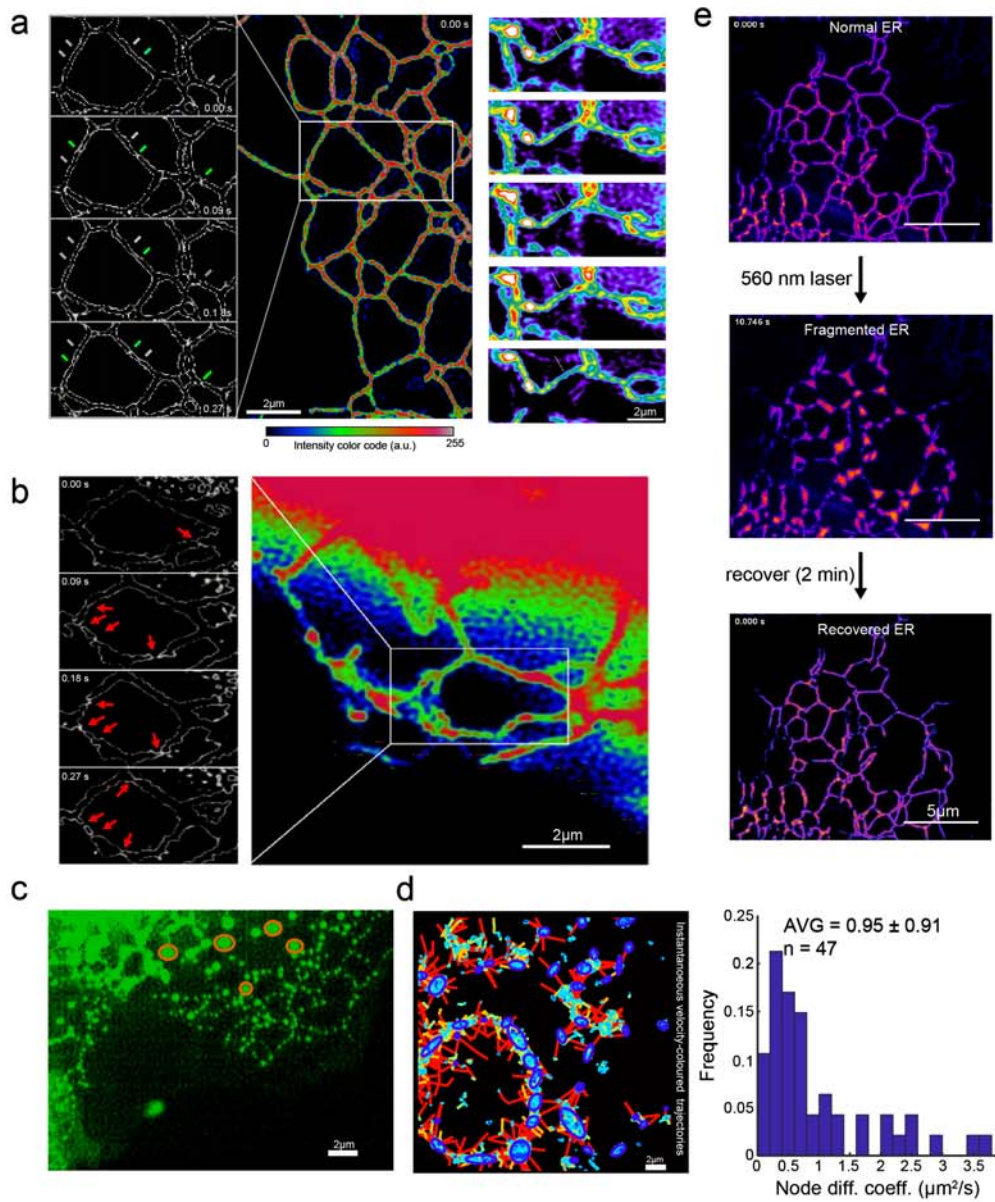 a
0.00 s
0.09 s
0.18s
0.27 s
0.00 s
2μm
0
255
Intensity color code (a.u.)
2μm
b
0.00 s
0.09 s
0.18 s
0.27 s
2μm
c
2μm
d
Instantaneous velocity-coloured trajectories
2μm
0.25
0.2
0.15
0.1
0.05
0
Frequency
AVG = 0.95 ± 0.91
n = 47
0 0.5 1 1.5 2 2.5 3 3.5
Node diff. coeff. (μm²/s)
e
0.000 s
Normal ER
560 nm laser
10.746 s
Fragmented ER
recover (2 min)
0.000 s
Recovered ER
5μm